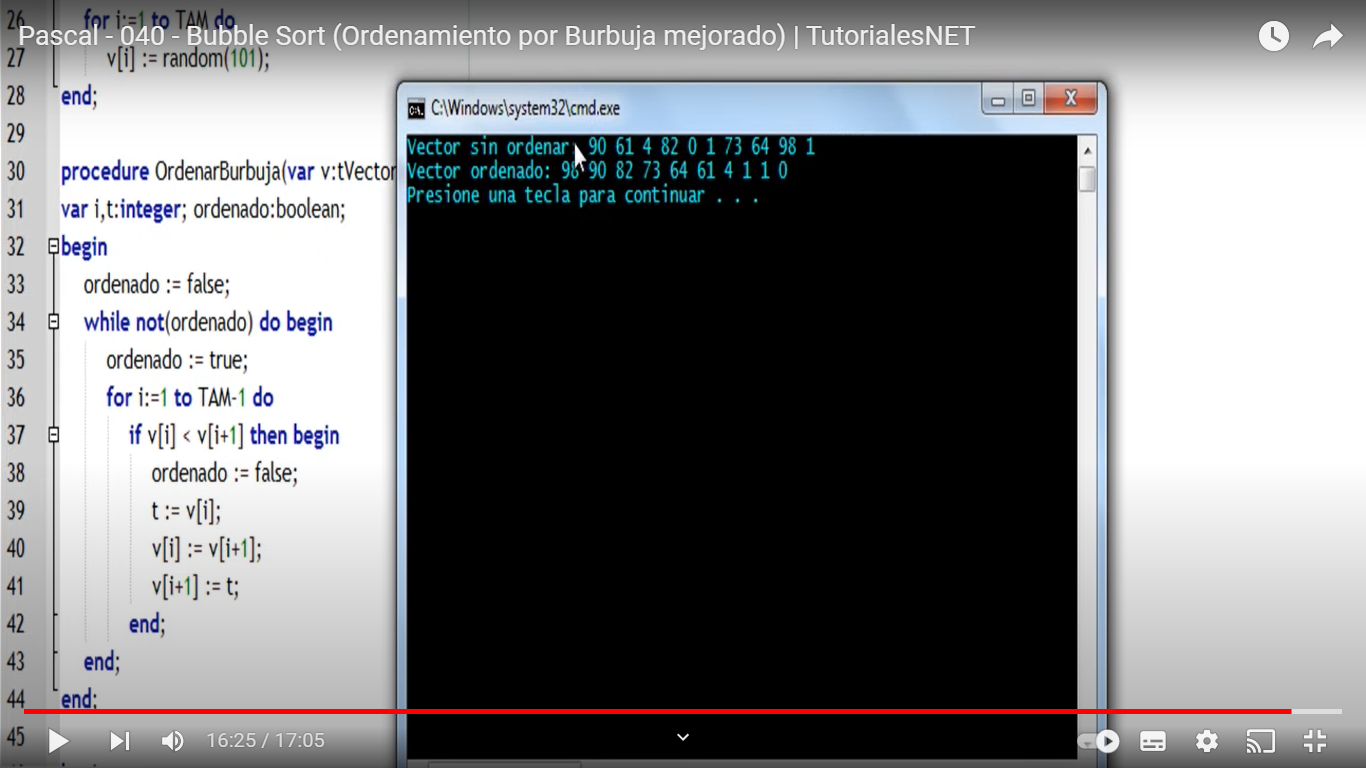 Pascal - 040 - Bubble Sort (Ordenamiento por Burbuja mejorado) | TutorialesNET
26 for i:=1 to TAM do
27 v[i] := random(101);
28 end;
29
30 procedure OrdenarBurbuja(var v:tVector
31 var i,t:integer; ordenado:boolean;
32 begin
33 ordenado := false;
34 while not(ordenado) do begin
35 ordenado := true;
36 for i:=1 to TAM-1 do
37 if v[i] < v[i+1] then begin
38 ordenado := false;
39 t := v[i];
40 v[i] := v[i+1];
41 v[i+1] := t;
42 end;
43 end;
44 end;
45
C:\Windows\system32\cmd.exe
Vector sin ordenar: 90 61 4 82 0 1 73 64 98 1
Vector ordenado: 98 90 82 73 64 61 4 1 1 0
Presione una tecla para continuar . . .
16:25 / 17:05